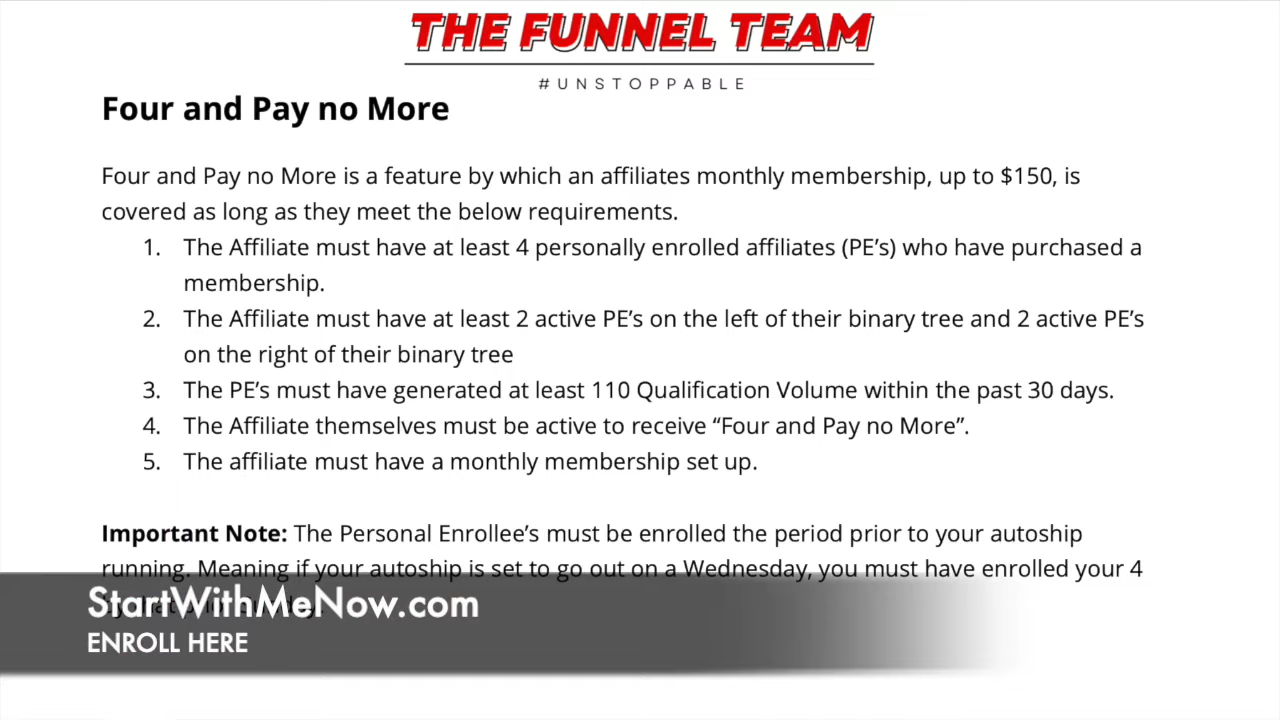 THE FUNNEL TEAM
#UNSTOPPABLE
Four and Pay no More
Four and Pay no More is a feature by which an affiliates monthly membership, up to $150, is
covered as long as they meet the below requirements.
1. The Affiliate must have at least 4 personally enrolled affiliates (PE’s) who have purchased a
membership.
2. The Affiliate must have at least 2 active PE’s on the left of their binary tree and 2 active PE’s
on the right of their binary tree
3. The PE’s must have generated at least 110 Qualification Volume within the past 30 days.
4. The Affiliate themselves must be active to receive “Four and Pay no More”.
5. The affiliate must have a monthly membership set up.
Important Note: The Personal Enrollee’s must be enrolled the period prior to your autoship
running. Meaning if your autoship is set to go out on a Wednesday, you must have enrolled your 4
StartWithMeNow.com
ENROLL HERE